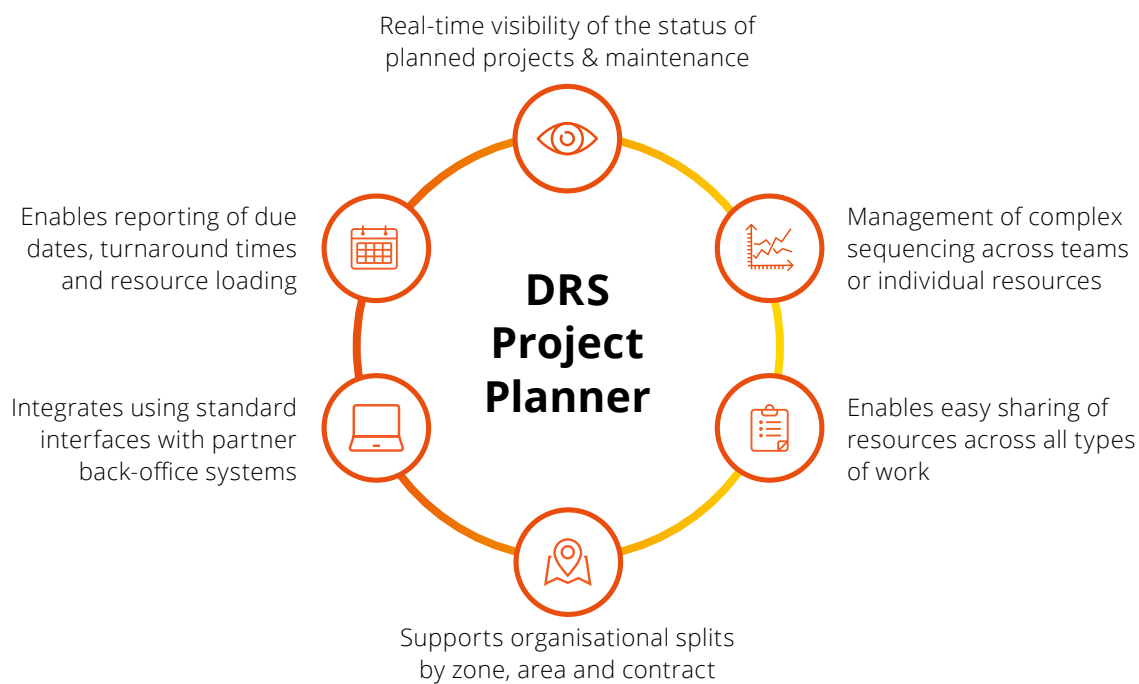 Real-time visibility of the status of
planned projects & maintenance
Enables reporting of due
dates, turnaround times
and resource loading
Management of complex
sequencing across teams
or individual resources
DRS
Project
Planner
Integrates using standard
interfaces with partner
back-office systems
Enables easy sharing of
resources across all types
of work
Supports organisational splits
by zone, area and contract